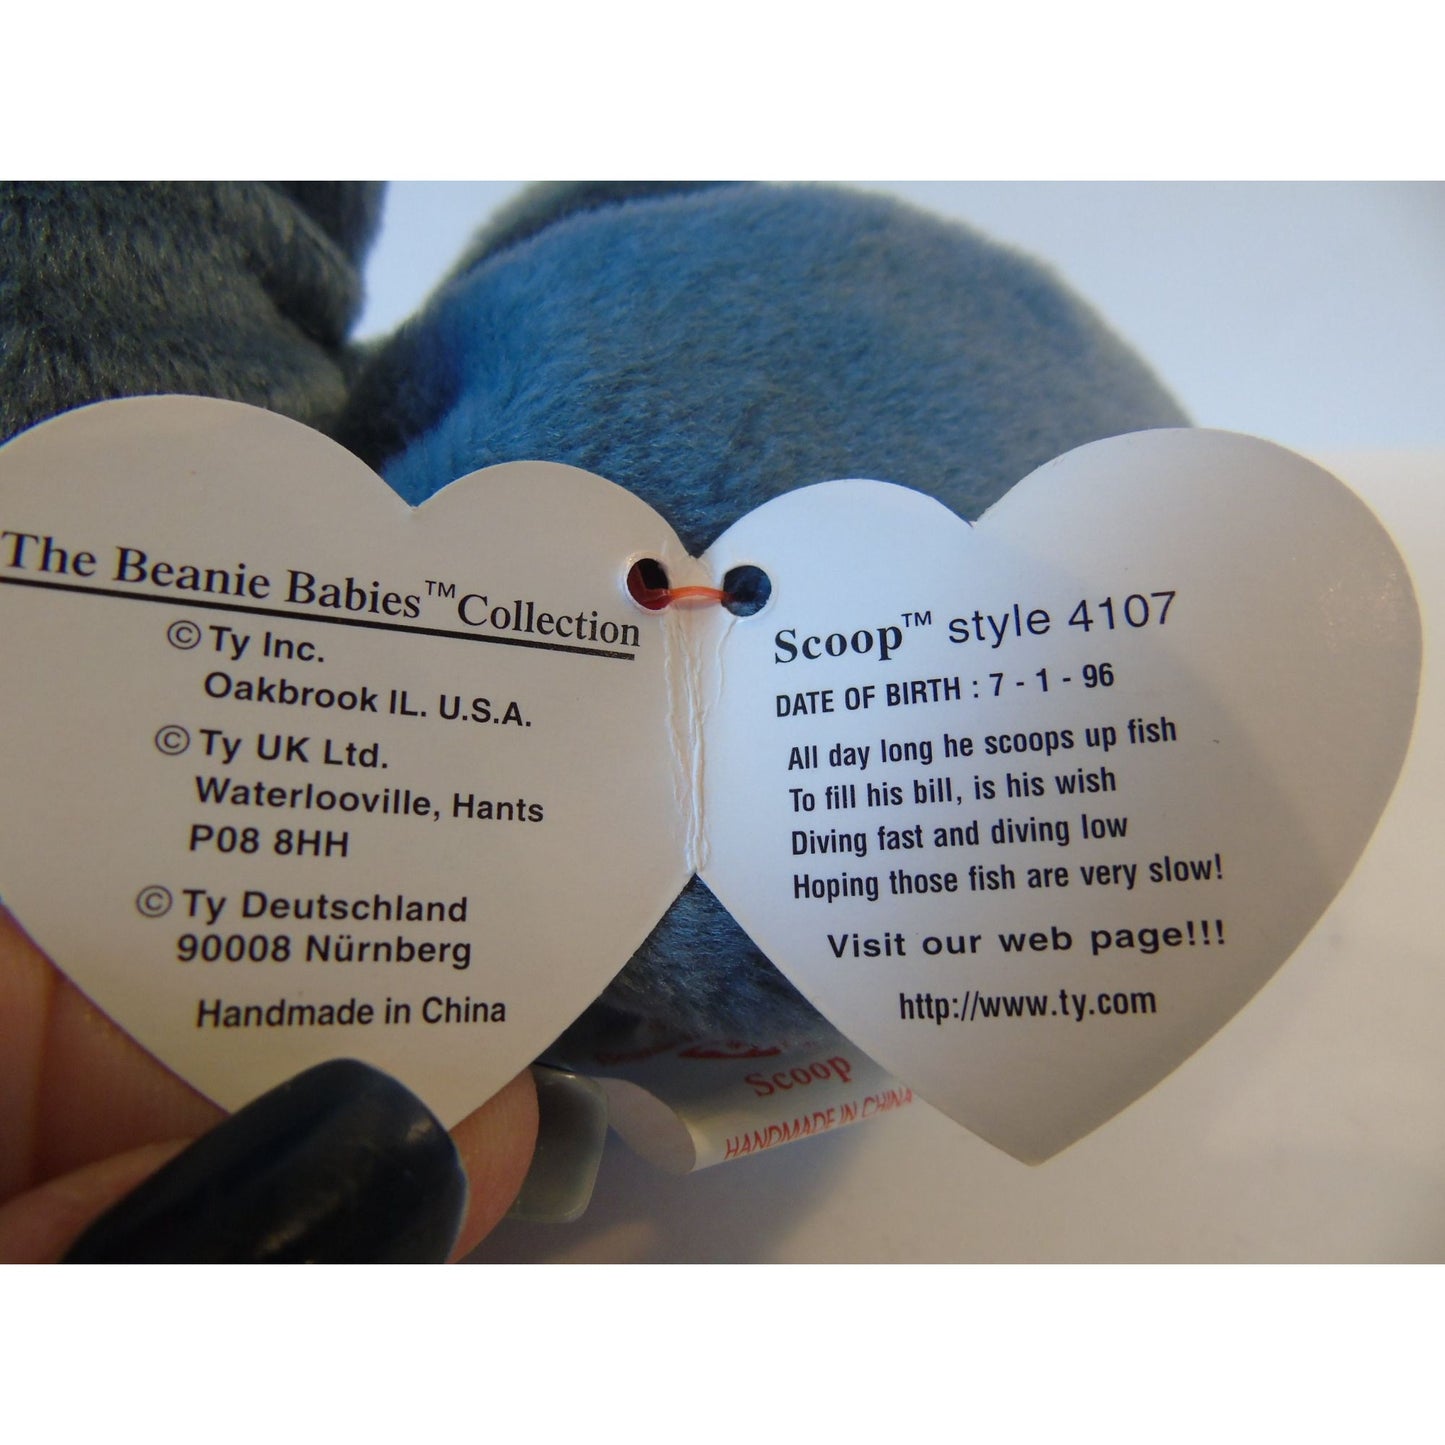 The Beanie Babies™Collection
© Ty Inc.
Oakbrook IL. U.S.A.
© Ty UK Ltd.
Waterlooville, Hants
P08 8HH
© Ty Deutschland
90008 Nürnberg
Handmade in China
Scoop™ style 4107
DATE OF BIRTH : 7 - 1 - 96
All day long he scoops up fish
To fill his bill, is his wish
Diving fast and diving low
Hoping those fish are very slow!
Visit our web page!!!
http://www.ty.com
Scoop
HANDMADE IN CHINA